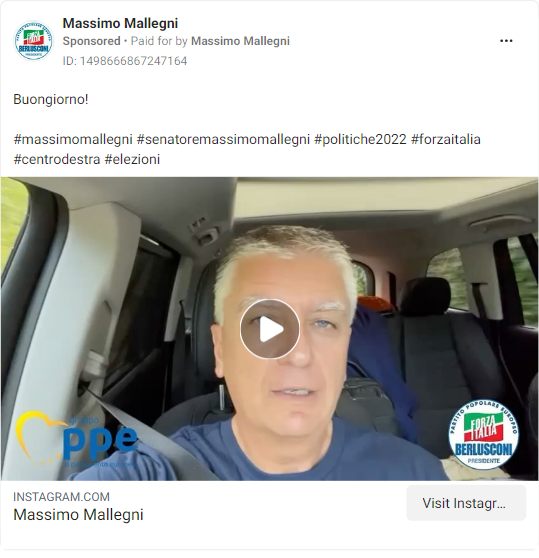 Massimo Mallegni
Sponsored • Paid for by Massimo Mallegni
ID: 1498666867247164
Buongiorno!
#massimomallegni #senatoremassimomallegni #politiche2022 #forzaitalia
#centrodestra #elezioni
ppe
PARTITO POPOLARE EUROPEO
FORZA
ITALIA
BERLUSCONI
PRESIDENTE
INSTAGRAM.COM
Massimo Mallegni
Visit Instagr...